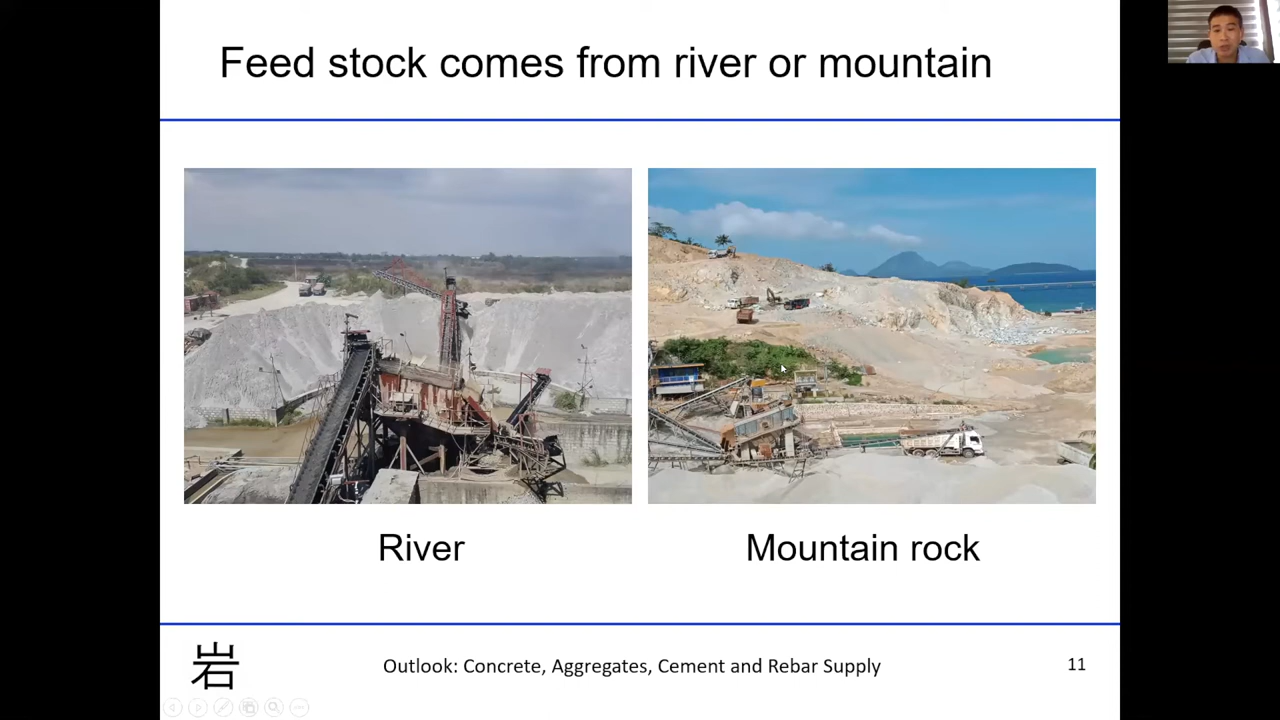 Feed stock comes from river or mountain
River
Mountain rock
岩
Outlook: Concrete, Aggregates, Cement and Rebar Supply
11